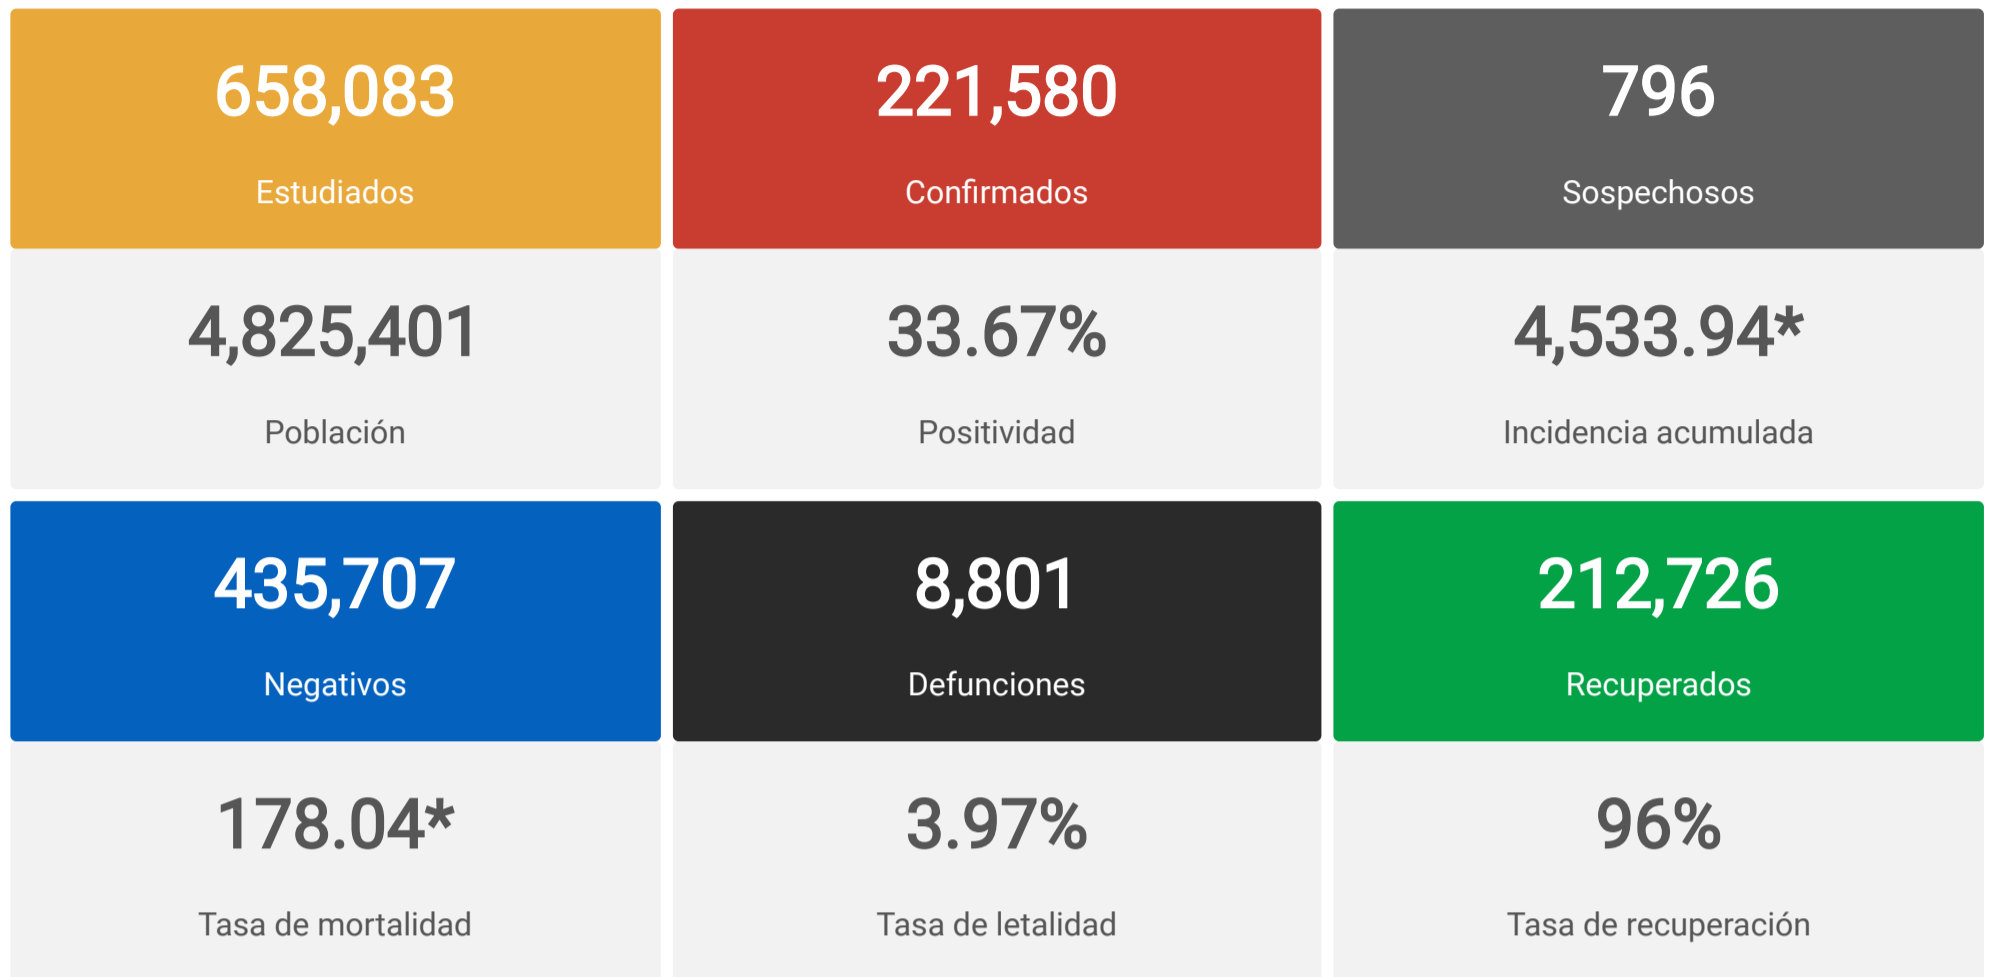 658,083
Estudiados
221,580
Confirmados
796
Sospechosos
4,825,401
Población
33.67%
Positividad
4,533.94*
Incidencia acumulada
435,707
Negativos
8,801
Defunciones
212,726
Recuperados
178.04*
Tasa de mortalidad
3.97%
Tasa de letalidad
96%
Tasa de recuperación